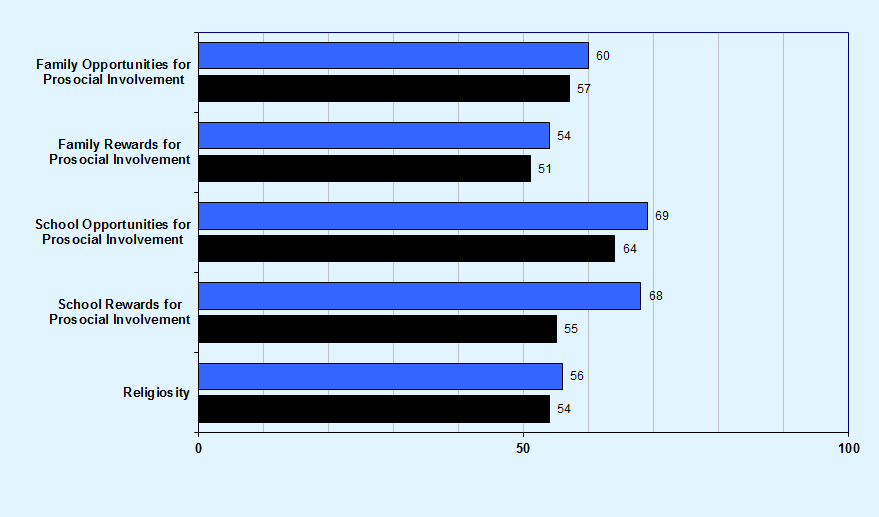 Family Opportunities for
Prosocial Involvement
60
57
Family Rewards for
Prosocial Involvement
54
51
School Opportunities for
Prosocial Involvement
69
64
School Rewards for
Prosocial Involvement
68
55
Religiosity
56
54
0 50 100